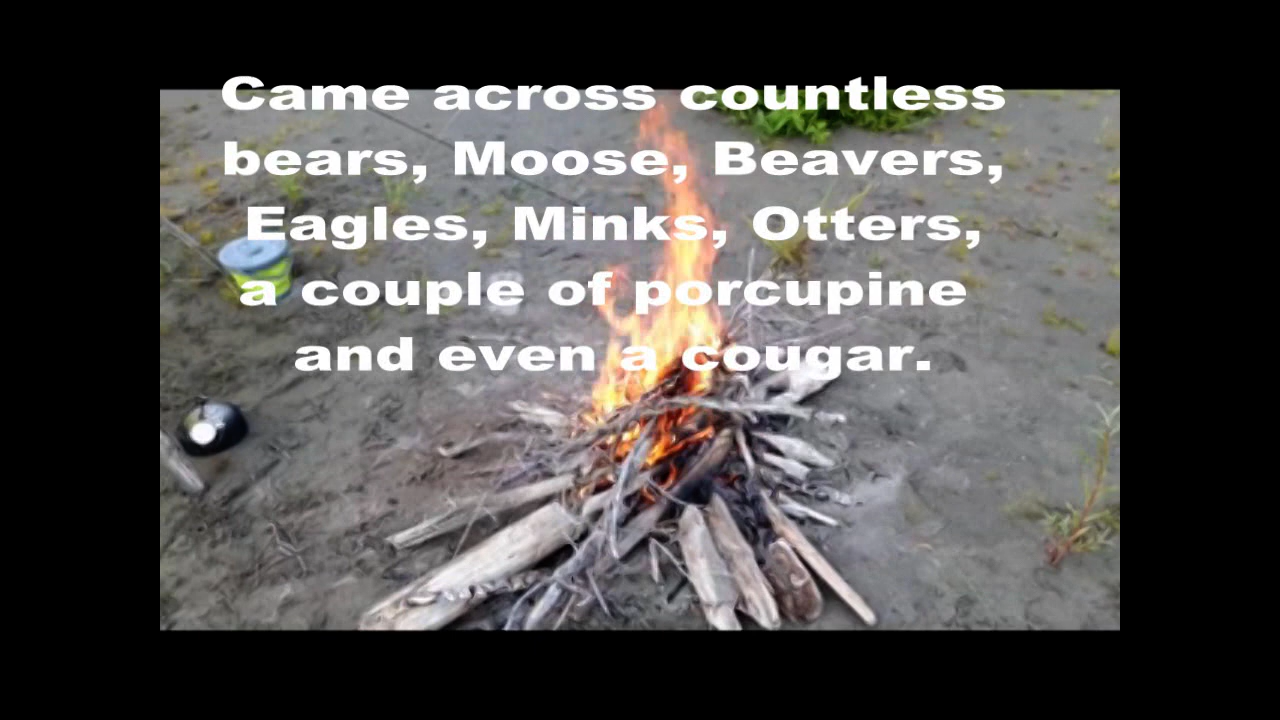 Came across countless
bears, Moose, Beavers,
Eagles, Minks, Otters,
a couple of porcupine
and even a cougar.